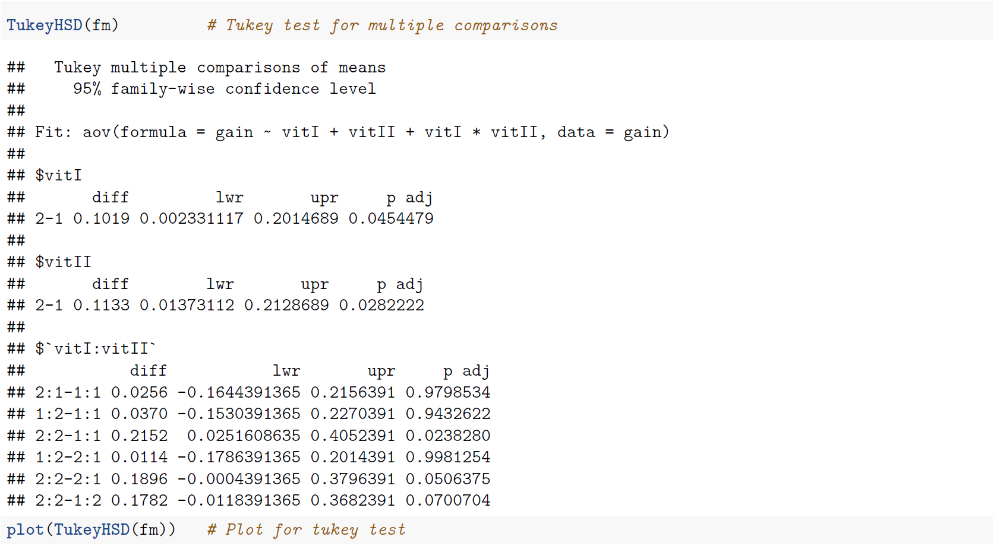 TukeyHSD(fm)          # Tukey test for multiple comparisons
##   Tukey multiple comparisons of means
##     95% family-wise confidence level
##
## Fit: aov(formula = gain ~ vitI + vitII + vitI * vitII, data = gain)
##
## $vitI
##       diff         lwr       upr     p adj
## 2-1 0.1019 0.002331117 0.2014689 0.0454479
##
## $vitII
##       diff        lwr       upr     p adj
## 2-1 0.1133 0.01373112 0.2128689 0.0282222
##
## $`vitI:vitII`
##           diff           lwr       upr     p adj
## 2:1-1:1 0.0256 -0.1644391365 0.2156391 0.9798534
## 1:2-1:1 0.0370 -0.1530391365 0.2270391 0.9432622
## 2:2-1:1 0.2152  0.0251608635 0.4052391 0.0238280
## 1:2-2:1 0.0114 -0.1786391365 0.2014391 0.9981254
## 2:2-2:1 0.1896 -0.0004391365 0.3796391 0.0506375
## 2:2-1:2 0.1782 -0.0118391365 0.3682391 0.0700704
plot(TukeyHSD(fm))    # Plot for tukey test